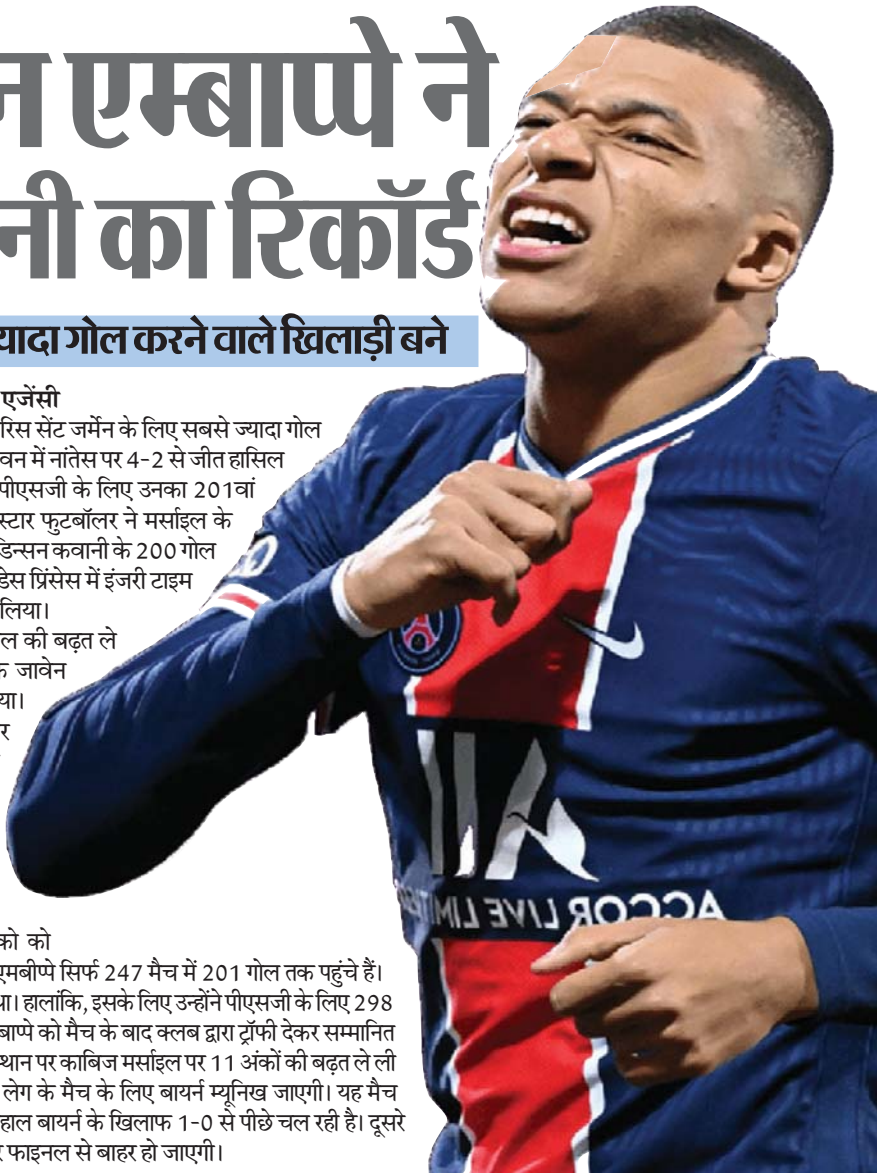 न एम्बाप्पे ने
नी का रिकॉर्ड
यादा गोल करने वाले खिलाड़ी बने
एजेंसी
रिस सेंट जर्मेन के लिए सबसे ज्यादा गोल
वन में नांतेस पर 4-2 से जीत हासिल
पीएसजी के लिए उनका 201वां
स्टार फुटबॉलर ने मर्साइल के
डिन्सन कवानी के 200 गोल
डेस प्रिंसेस में इंजरी टाइम
लिया।
ल की बढ़त ले
क जावेन
या।
र
को को
एमबीप्पे सिर्फ 247 मैच में 201 गोल तक पहुंचे हैं।
था। हालांकि, इसके लिए उन्होंने पीएसजी के लिए 298
बाप्पे को मैच के बाद क्लब द्वारा ट्रॉफी देकर सम्मानित
स्थान पर काबिज मर्साइल पर 11 अंकों की बढ़त ले ली
लेग के मैच के लिए बायर्न म्यूनिख जाएगी। यह मैच
हाल बायर्न के खिलाफ 1-0 से पीछे चल रही है। दूसरे
र फाइनल से बाहर हो जाएगी।
ACCOR LIVE LIMITLESS